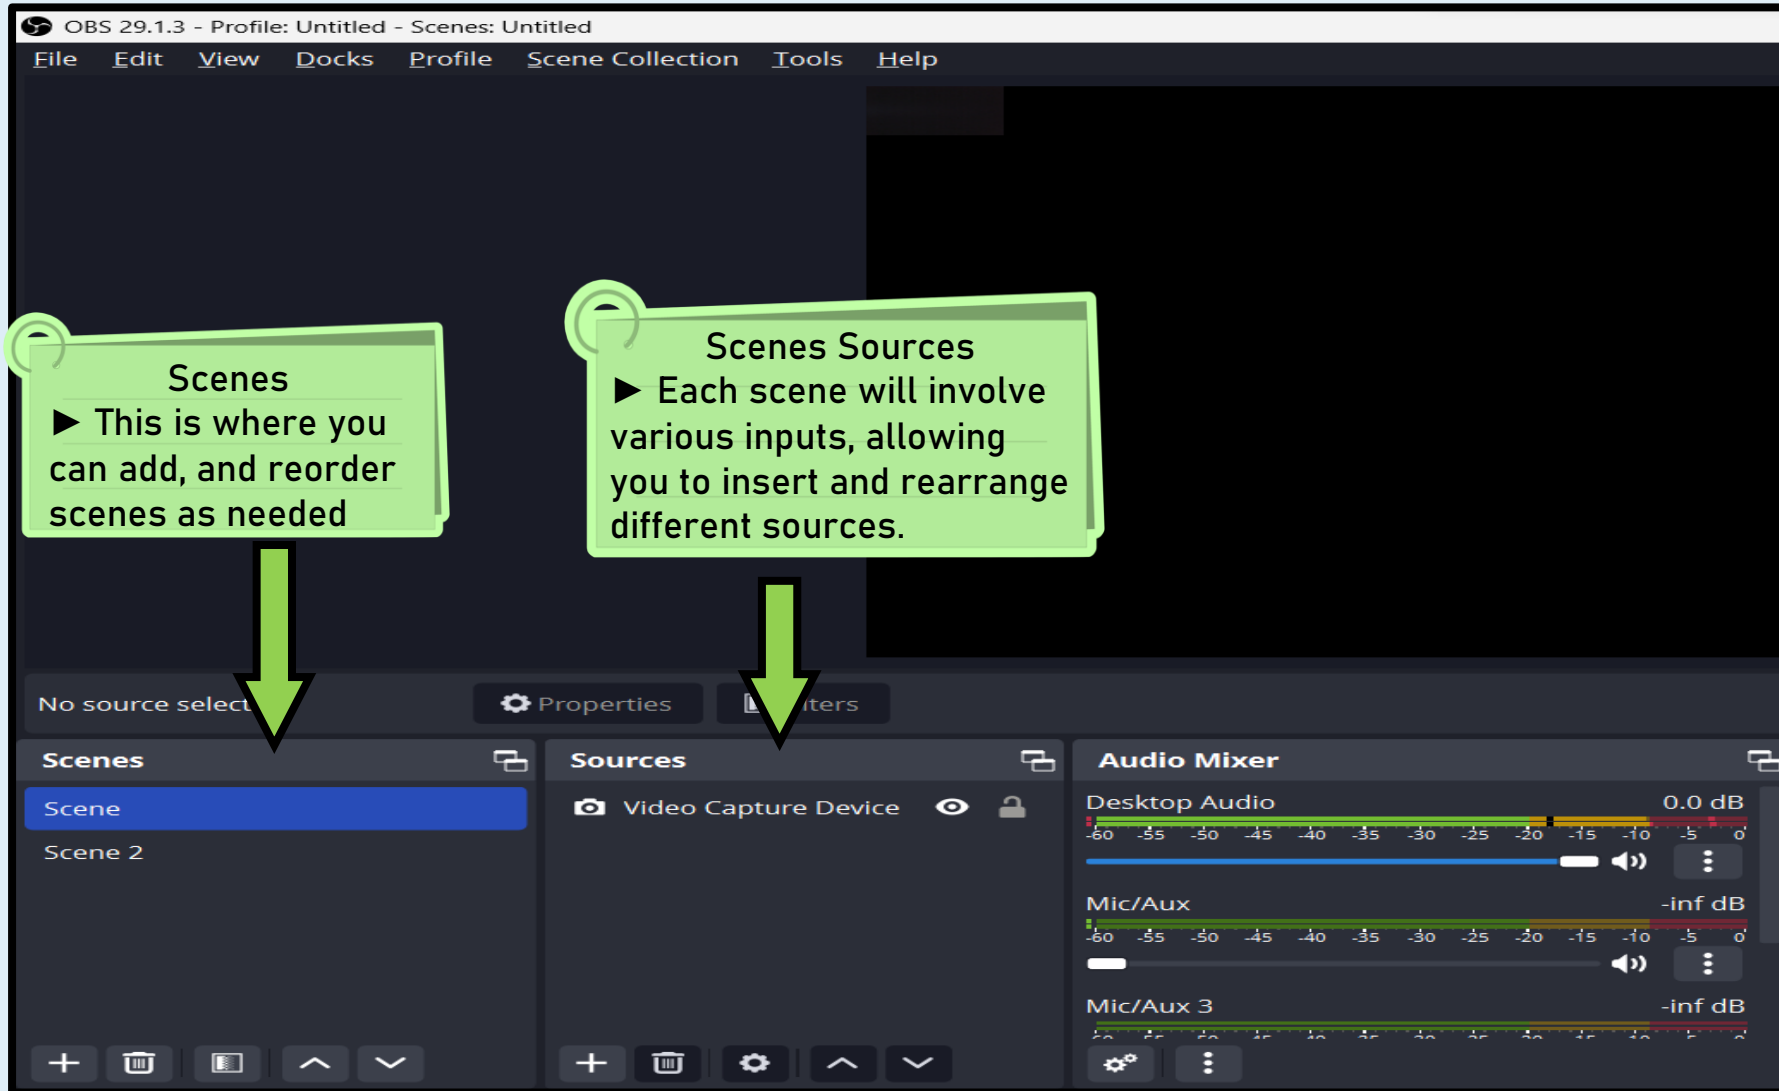 OBS 29.1.3 - Profile: Untitled - Scenes: Untitled
File Edit View Docks Profile Scene Collection Tools Help
Scenes
► This is where you
can add, and reorder
scenes as needed
Scenes Sources
► Each scene will involve
various inputs, allowing
you to insert and rearrange
different sources.
No source select
Properties
Scenes
Scene
Scene 2
Sources
Video Capture Device
Audio Mixer
Desktop Audio 0.0 dB
-60 -55 -50 -45 -40 -35 -30 -25 -20 -15 -10 -5 0
Mic/Aux -inf dB
-60 -55 -50 -45 -40 -35 -30 -25 -20 -15 -10 -5 0
Mic/Aux 3 -inf dB